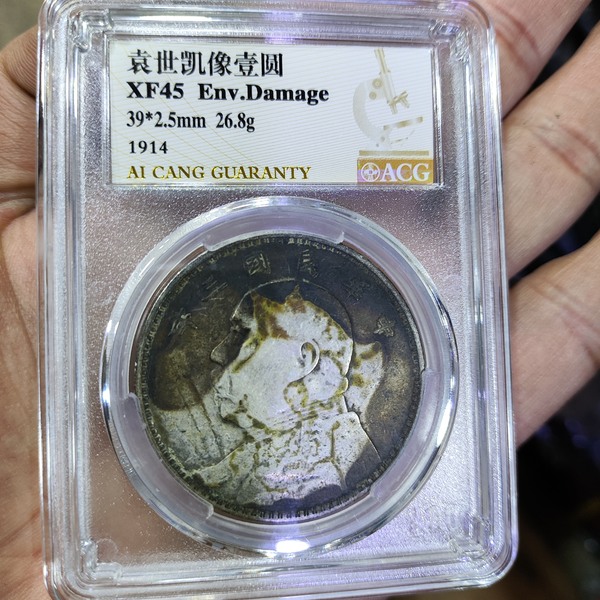 袁世凯像壹圆
XF45 Env.Damage
39*2.5mm 26.8g
1914
AI CANG GUARANTY
ACG